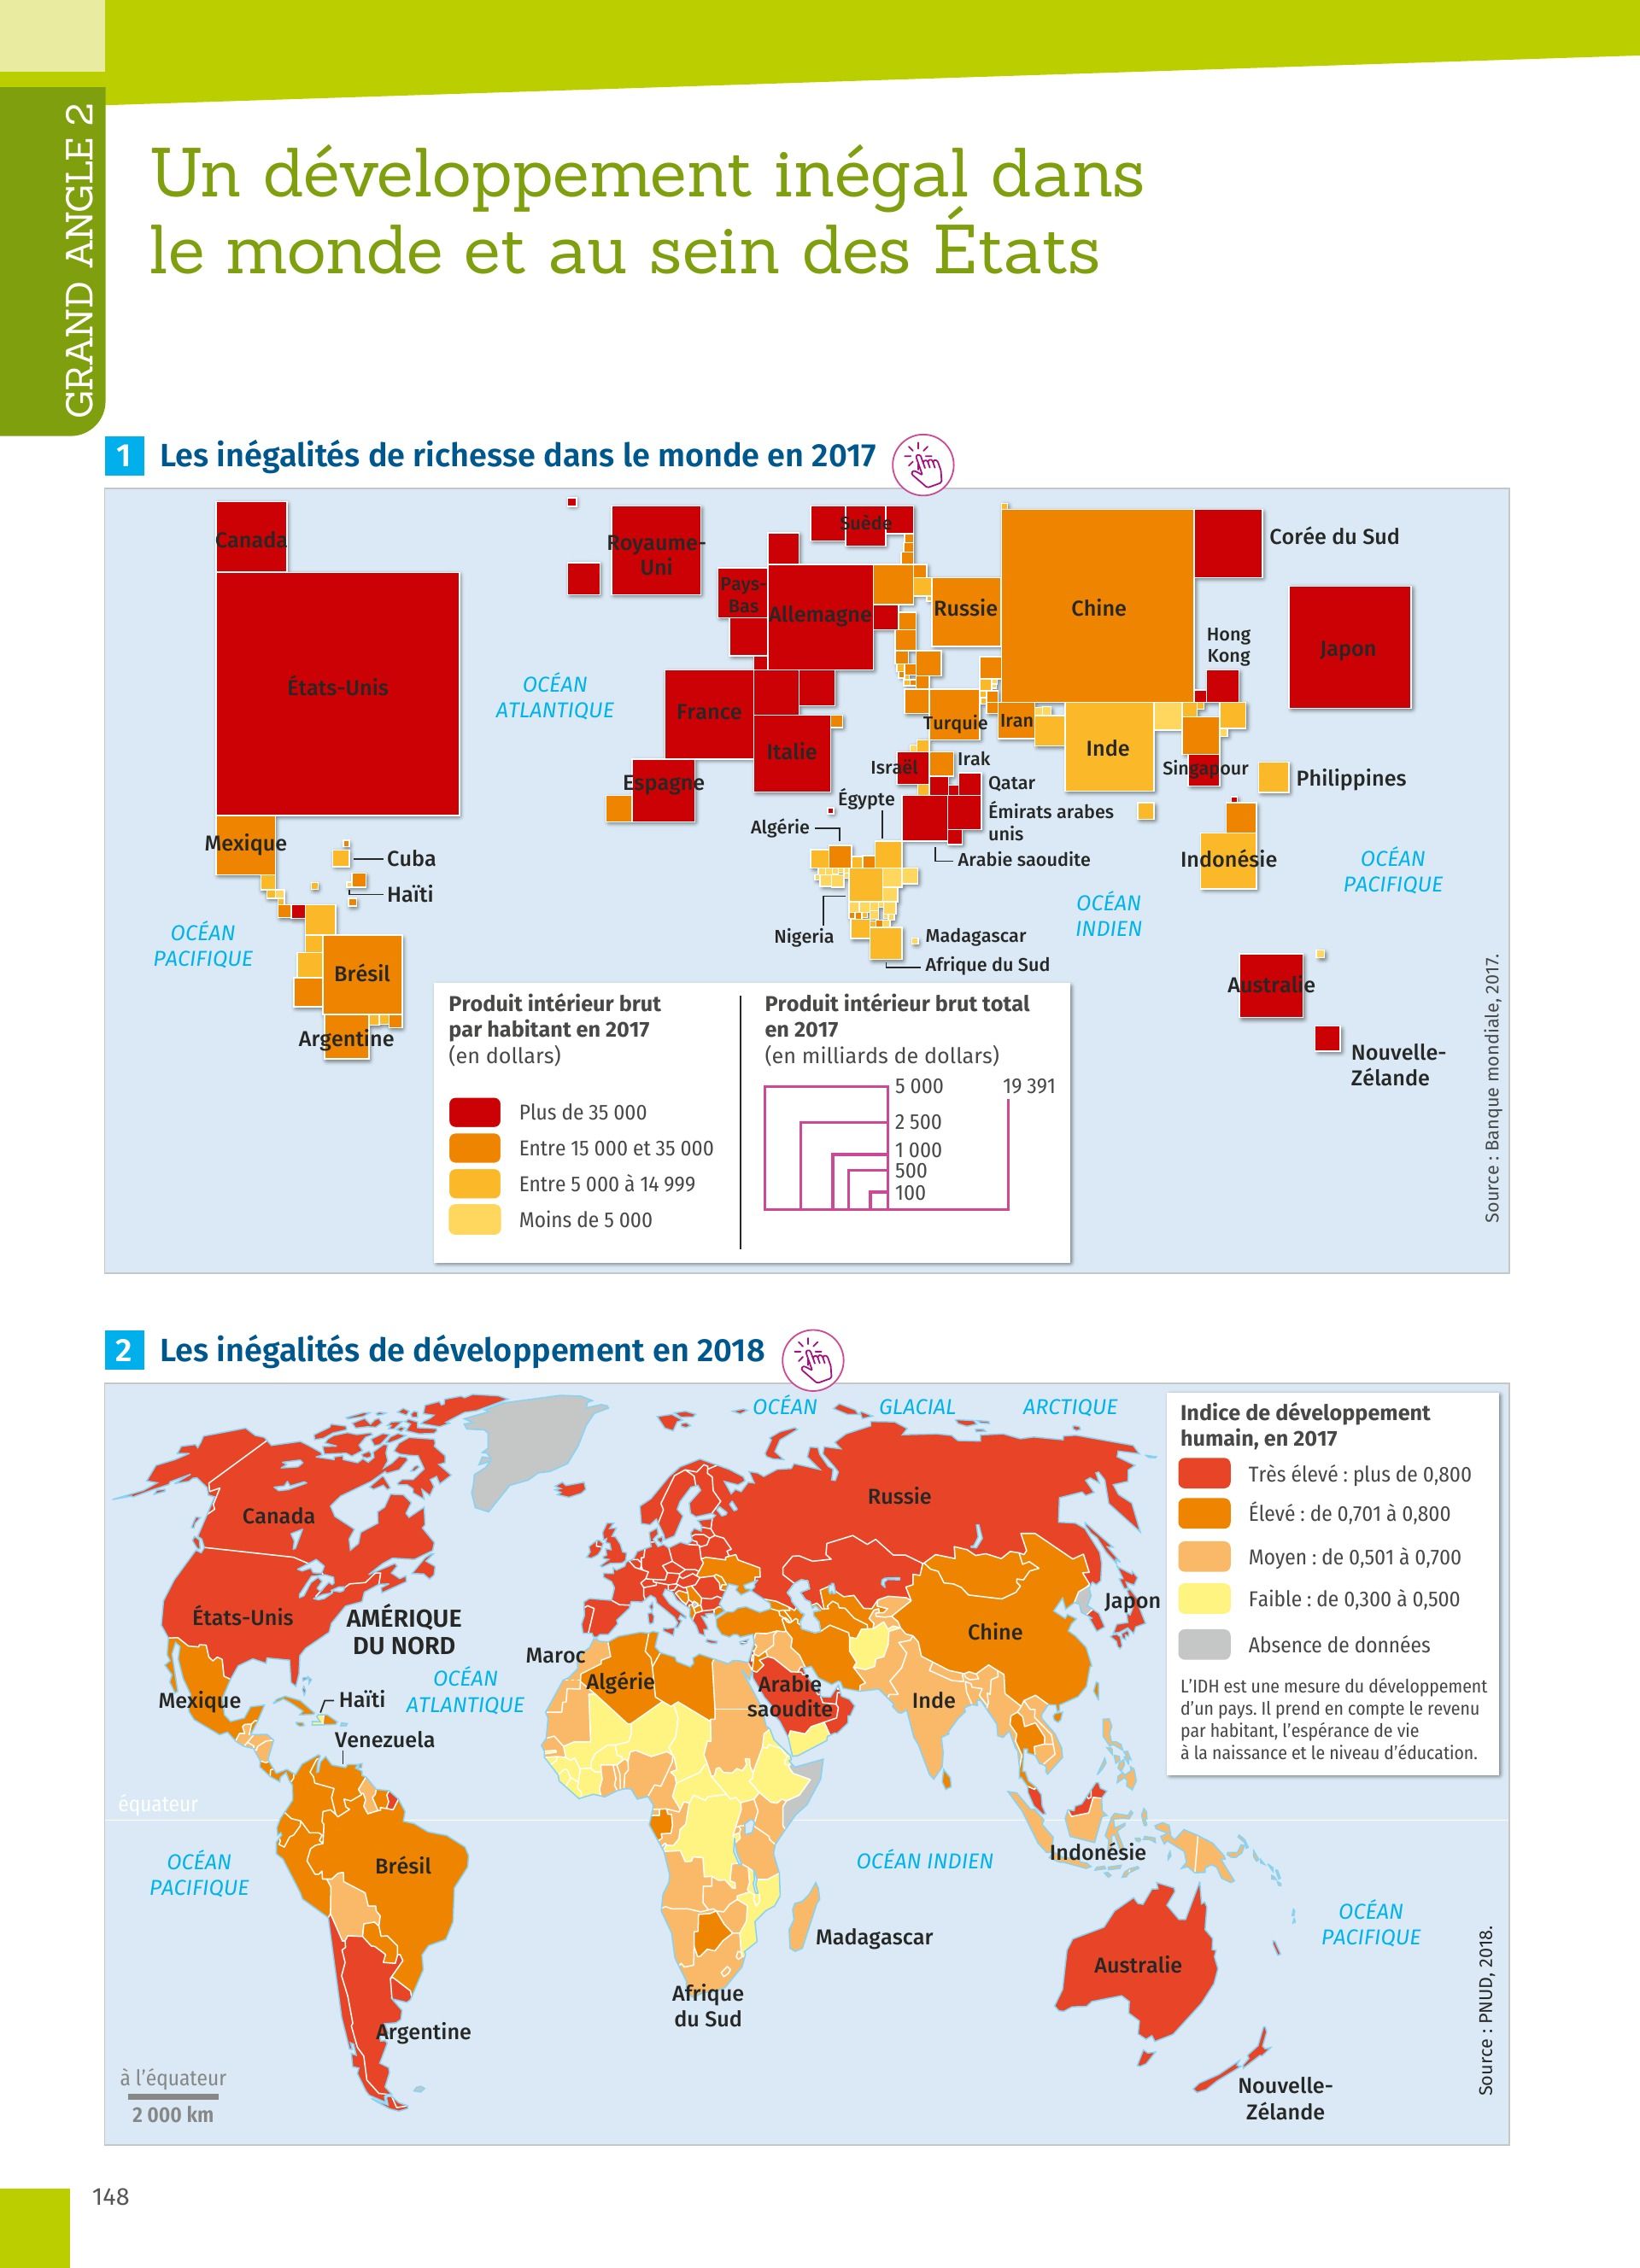 GRAND ANGLE 2
Un développement inégal dans
le monde et au sein des États
1 Les inégalités de richesse dans le monde en 2017
Canada
États-Unis
Mexique
Cuba
Haïti
OCÉAN
PACIFIQUE
Brésil
Argentine
OCÉAN
ATLANTIQUE
Royaume-
Uni
Suède
Pays-
Bas
Allemagne
France
Italie
Espagne
Russie
Chine
Corée du Sud
Hong
Kong
Japon
Turquie
Iran
Inde
Israël
Irak
Singapour
Philippines
Qatar
Égypte
Émirats arabes
unis
Algérie
Arabie saoudite
Indonésie
OCÉAN
PACIFIQUE
OCÉAN
INDIEN
Nigeria
Madagascar
Afrique du Sud
Australie
Nouvelle-
Zélande
Produit intérieur brut
par habitant en 2017
(en dollars)
Plus de 35 000
Entre 15 000 et 35 000
Entre 5 000 à 14 999
Moins de 5 000
Produit intérieur brut total
en 2017
(en milliards de dollars)
5 000
19 391
2 500
1 000
500
100
Source : Banque mondiale, 2017.
2 Les inégalités de développement en 2018
OCÉAN GLACIAL ARCTIQUE
Canada
Russie
États-Unis
AMÉRIQUE
DU NORD
Japon
Chine
Maroc
OCÉAN
ATLANTIQUE
Algérie
Arabie
saoudite
Inde
Mexique
Haïti
Venezuela
équateur
OCÉAN
PACIFIQUE
Brésil
OCÉAN INDIEN
Indonésie
OCÉAN
PACIFIQUE
Madagascar
Australie
Afrique
du Sud
Argentine
Nouvelle-
Zélande
à l'équateur
2 000 km
Indice de développement
humain, en 2017
Très élevé : plus de 0,800
Élevé : de 0,701 à 0,800
Moyen : de 0,501 à 0,700
Faible : de 0,300 à 0,500
Absence de données
L'IDH est une mesure du développement
d'un pays. Il prend en compte le revenu
par habitant, l'espérance de vie
à la naissance et le niveau d'éducation.
Source : PNUD, 2018.
148